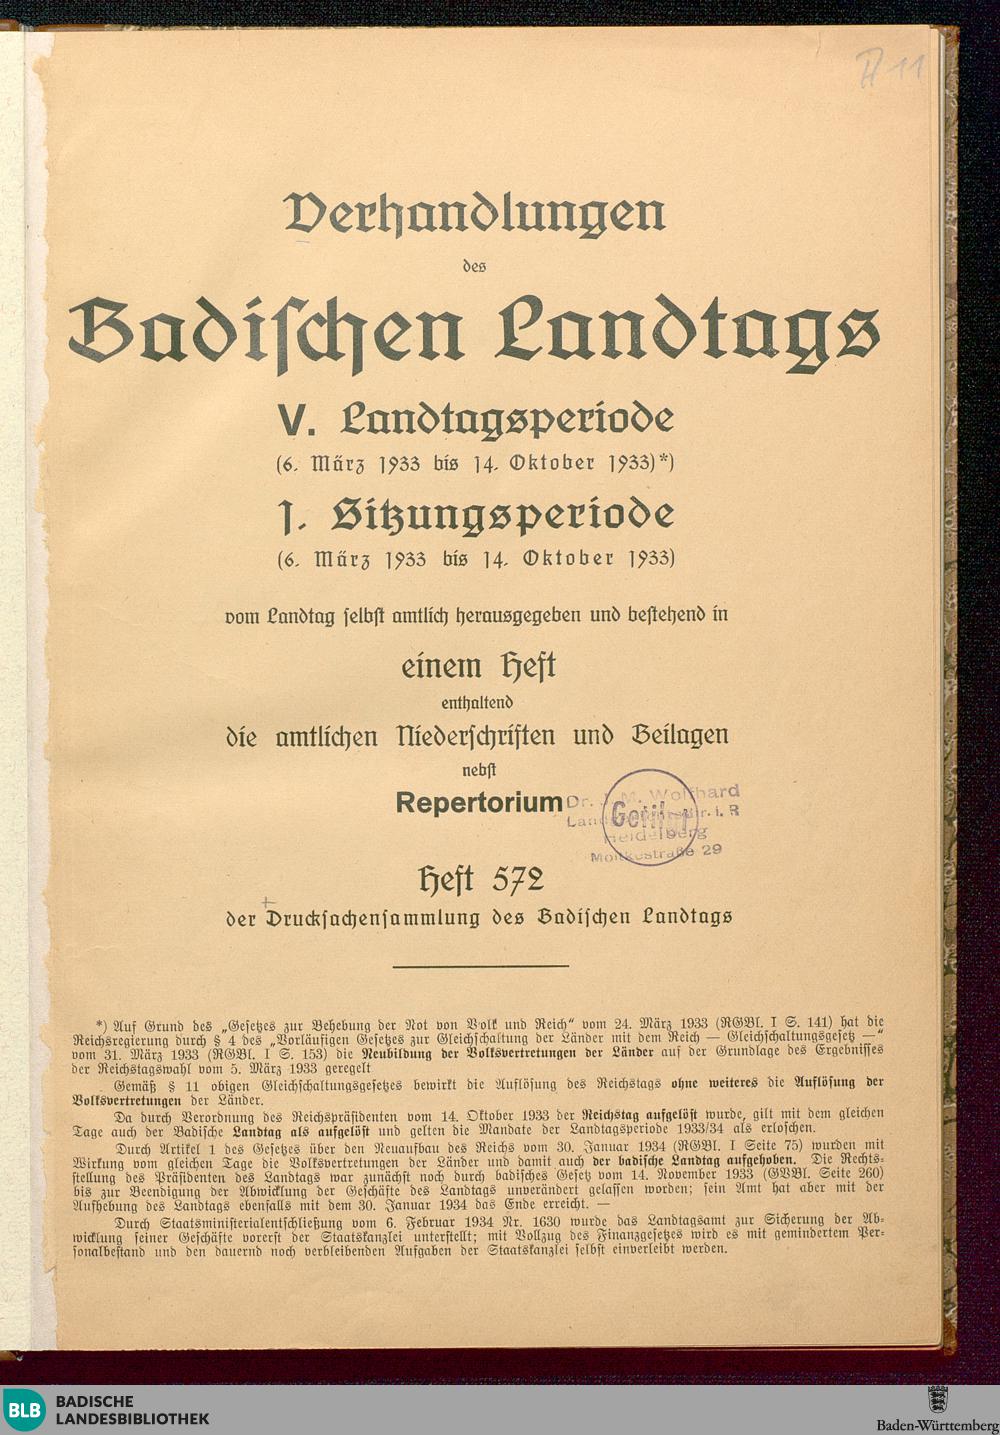 Verhandlungen
des
Badischen Landtags
V. Landtagsperiode
(6. März 1933 bis 14. Oktober 1933)*)
1. Sitzungsperiode
(6. März 1933 bis 14. Oktober 1933)
vom Landtag selbst amtlich herausgegeben und bestehend in
einem Heft
enthaltend
die amtlichen Niederschriften und Beilagen
nebst
Repertorium
Dr. J. M. Wolfhard
Heidelberg
Moltkestraße 29
Heft 572
der Drucksachensammlung des Badischen Landtags
*) Auf Grund des „Gesetzes zur Behebung der Not von Volk und Reich“ vom 24. März 1933 (RGBl. I S. 141) hat die
Reichsregierung durch § 4 des „Vorläufigen Gesetzes zur Gleichschaltung der Länder mit dem Reich — Gleichschaltungsgesetz —“
vom 31. März 1933 (RGBl. I S. 153) die Neubildung der Volksvertretungen der Länder auf der Grundlage des Ergebnisses
der Reichstagswahl vom 5. März 1933 geregelt
Gemäß § 11 obigen Gleichschaltungsgesetzes bewirkt die Auflösung des Reichstags ohne weiteres die Auflösung der
Volksvertretungen der Länder.
Da durch Verordnung des Reichspräsidenten vom 14. Oktober 1933 der Reichstag aufgelöst wurde, gilt mit dem gleichen
Tage auch der Badische Landtag als aufgelöst und gelten die Mandate der Landtagsperiode 1933/34 als erloschen.
Durch Artikel 1 des Gesetzes über den Neuaufbau des Reichs vom 30. Januar 1934 (RGBl. I Seite 75) wurden mit
Wirkung vom gleichen Tage die Volksvertretungen der Länder und damit auch der badische Landtag aufgehoben. Die Rechts-
stellung des Präsidenten des Landtags war zunächst noch durch badisches Gesetz vom 14. November 1933 (GVBl. Seite 260)
bis zur Beendigung der Abwicklung der Geschäfte des Landtags unverändert gelassen worden; sein Amt hat aber mit der
Aufhebung des Landtags ebenfalls mit dem 30. Januar 1934 das Ende erreicht. —
Durch Staatsministerialentschließung vom 6. Februar 1934 Nr. 1630 wurde das Landtagsamt zur Sicherung der Ab-
wicklung seiner Geschäfte vorerst der Staatskanzlei unterstellt; mit Vollzug des Finanzgesetzes wird es mit gemindertem Per-
sonalbestand und den dauernd noch verbleibenden Aufgaben der Staatskanzlei selbst einverleibt werden.
BLB
BADISCHE
LANDESBIBLIOTHEK
Baden-Württemberg